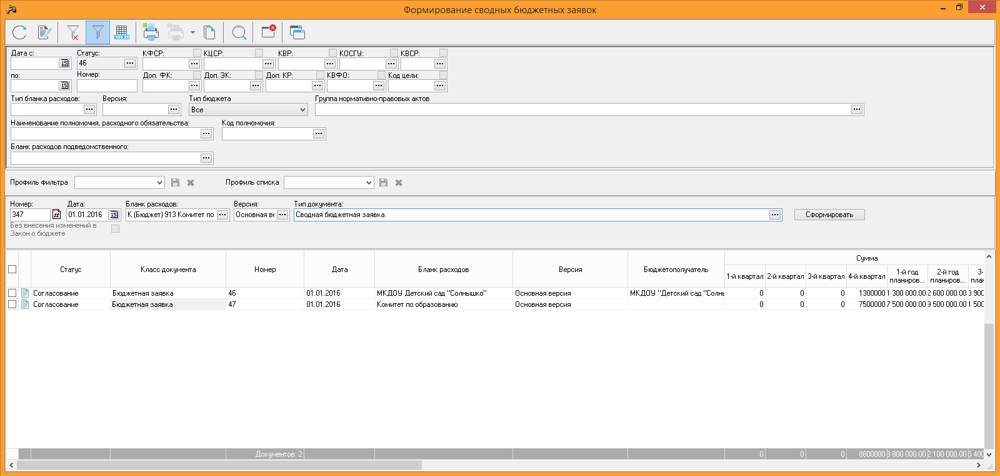 Формирование сводных бюджетных заявок
Дата с: Статус: КФСР: КЦСР: КВР: КОСГУ: КВСР:
15 46
по: Номер: Доп. ФК: Доп. ЭК: Доп. КР: КВФО: Код цели:
15
Тип бланка расходов: Версия: Тип бюджета Группа нормативно-правовых актов
Все
Наименование полномочия, расходного обязательства: Код полномочия:
Бланк расходов подведомственного:
Профиль фильтра Профиль списка
Номер: Дата: Бланк расходов: Версия: Тип документа:
347 # 01.01.2016 15 К (Бюджет) 913 Комитет по Основная ве Сводная бюджетная заявка Сформировать
Без внесения изменений в
Закон о бюджете
Сумма
Статус Класс документа Номер Дата Бланк расходов Версия Бюджетополучатель 1-й квартал 2-й квартал 3-й квартал 4-й квартал 1-й год планиров... 2-й год планиров... 3- план
Согласование Бюджетная заявка 46 01.01.2016 МКДОУ Детский сад "Солнышко" Основная версия МКДОУ "Детский сад "Солнь 0 0 0 1300000 1 300 000.00 2 600 000.00 3 900
Согласование Бюджетная заявка 47 01.01.2016 Комитет по образованию Основная версия 0 0 0 7500000 7 500 000.00 9 500 000.00 1 500
Документов: 2 0 0 0 8800000 8 800 000.00 2 100 000.00 5 400